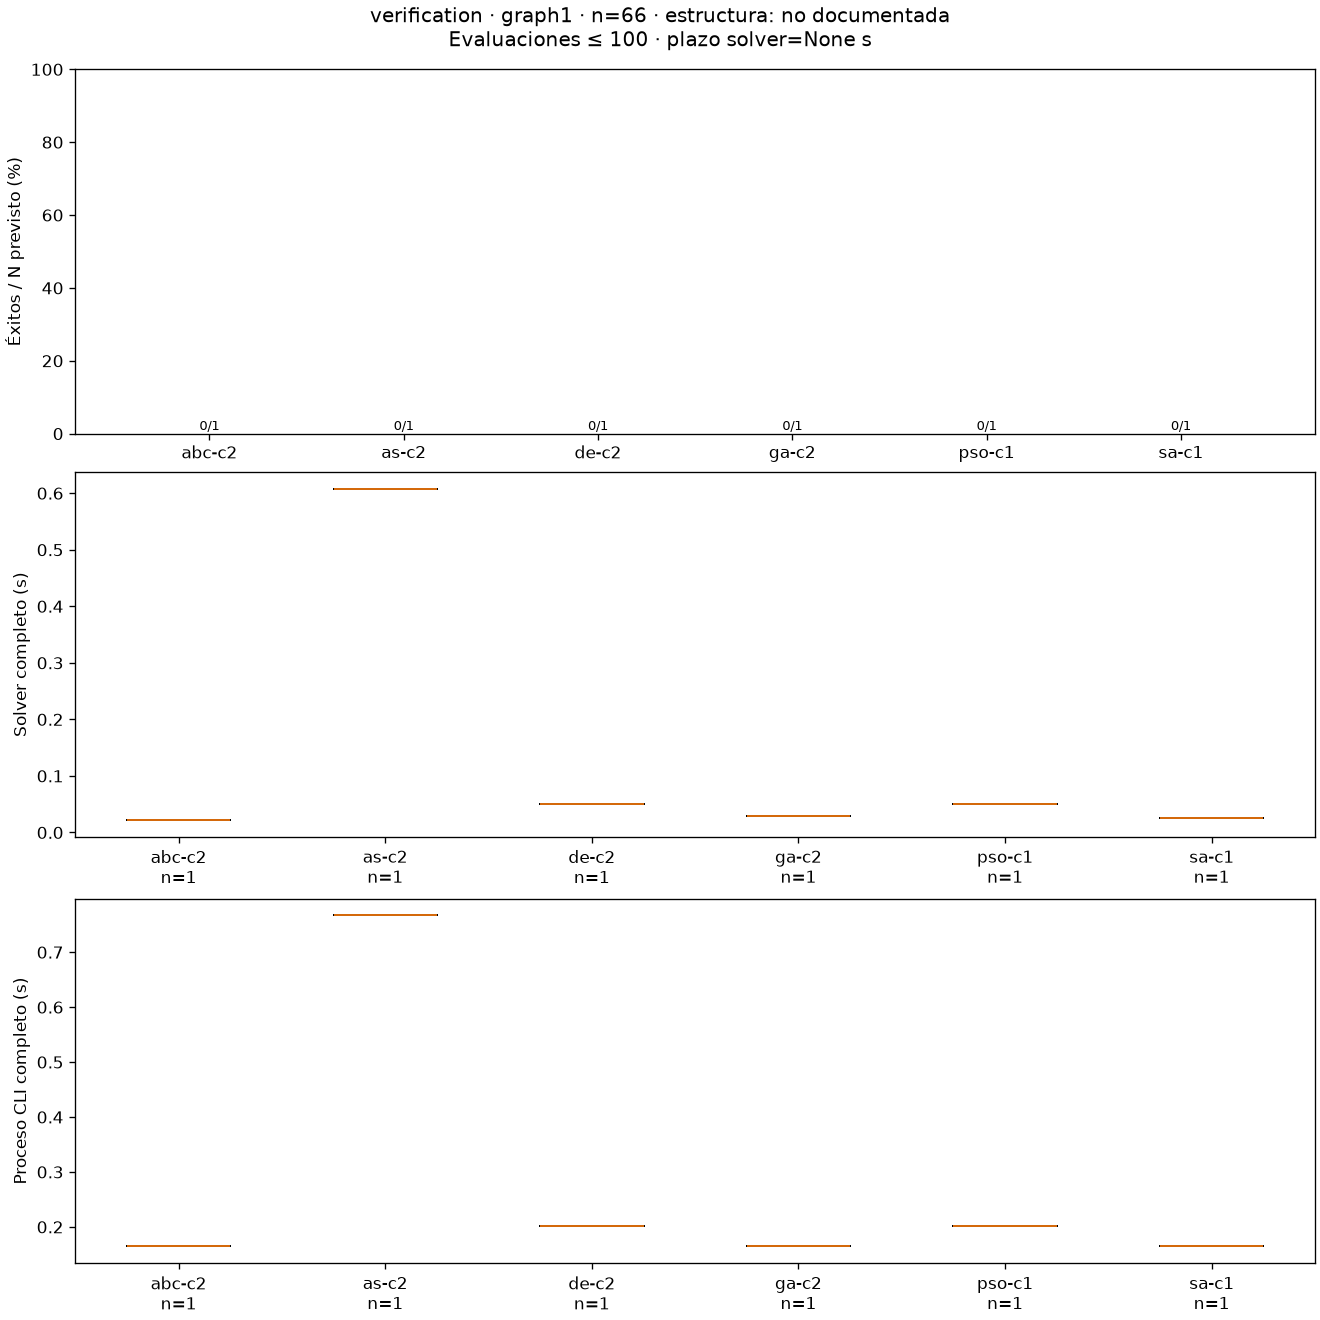 verification · graph1 · n=66 · estructura: no documentada
Evaluaciones ≤ 100 · plazo solver=None s
Éxitos / N previsto (%)
100
80
60
40
20
0
0/1 0/1 0/1 0/1 0/1 0/1
abc-c2 as-c2 de-c2 ga-c2 pso-c1 sa-c1
Solver completo (s)
0.6
0.5
0.4
0.3
0.2
0.1
0.0
abc-c2 as-c2 de-c2 ga-c2 pso-c1 sa-c1
n=1 n=1 n=1 n=1 n=1 n=1
Proceso CLI completo (s)
0.7
0.6
0.5
0.4
0.3
0.2
abc-c2 as-c2 de-c2 ga-c2 pso-c1 sa-c1
n=1 n=1 n=1 n=1 n=1 n=1